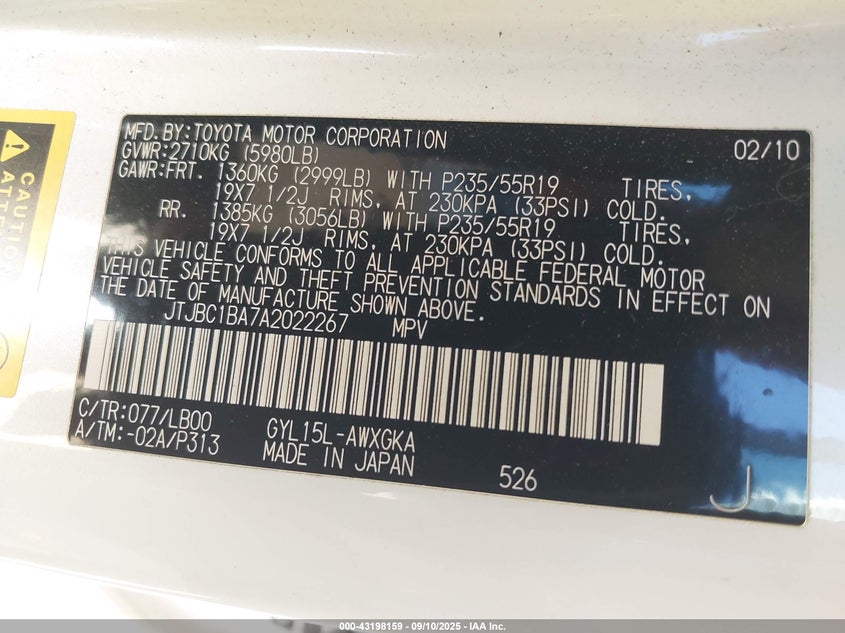 CAUTION
ATTE
MFD. BY: TOYOTA MOTOR CORPORATION 02/10
GVWR: 2710KG (5980LB)
GAWR: FRT. 1360KG (2999LB) WITH P235/55R19 TIRES,
19X7 1/2J RIMS, AT 230KPA (33PSI) COLD.
RR. 1385KG (3056LB) WITH P235/55R19 TIRES,
19X7 1/2J RIMS, AT 230KPA (33PSI) COLD.
THIS VEHICLE CONFORMS TO ALL APPLICABLE FEDERAL MOTOR
VEHICLE SAFETY AND THEFT PREVENTION STANDARDS IN EFFECT ON
THE DATE OF MANUFACTURE SHOWN ABOVE.
JTJBC1BA7A2022267 MPV
C/TR: 077/LB00 GYL15L-AWXGKA
A/TM: -02A/P313 MADE IN JAPAN 526 J
000-43198159 - 09/10/2025 - IAA Inc.